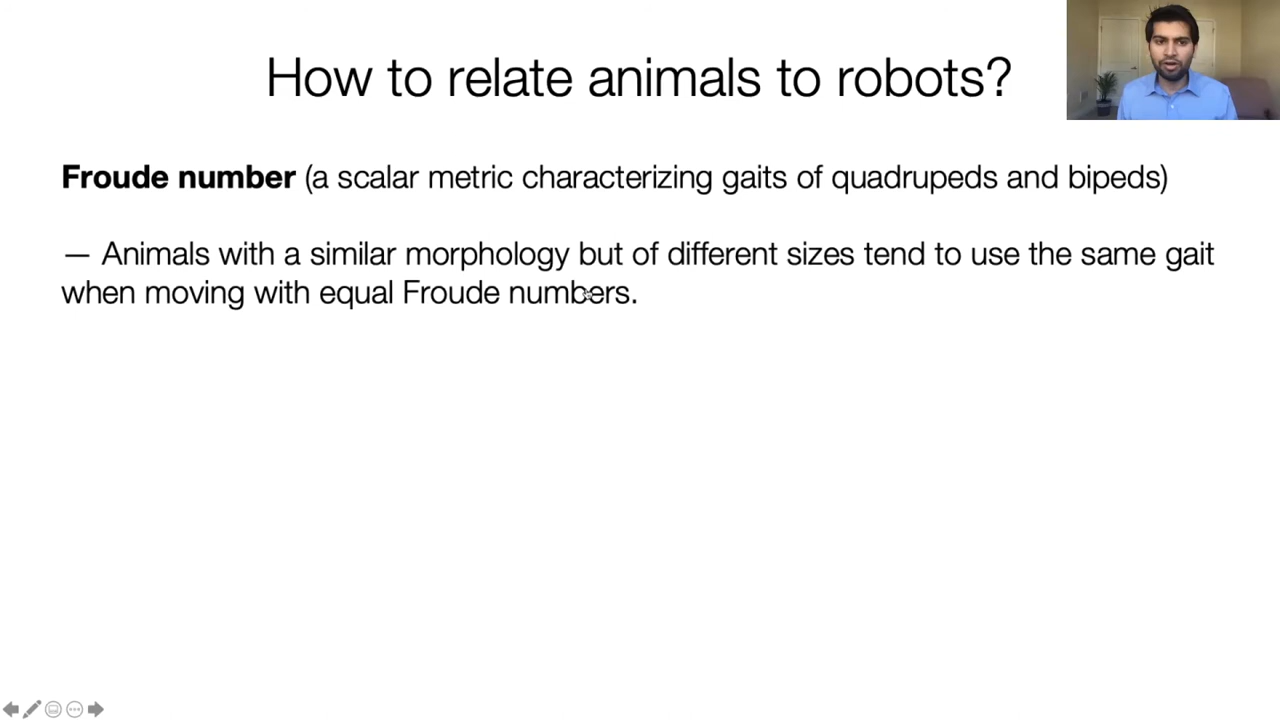 How to relate animals to robots?
Froude number (a scalar metric characterizing gaits of quadrupeds and bipeds)
— Animals with a similar morphology but of different sizes tend to use the same gait
when moving with equal Froude numbers.